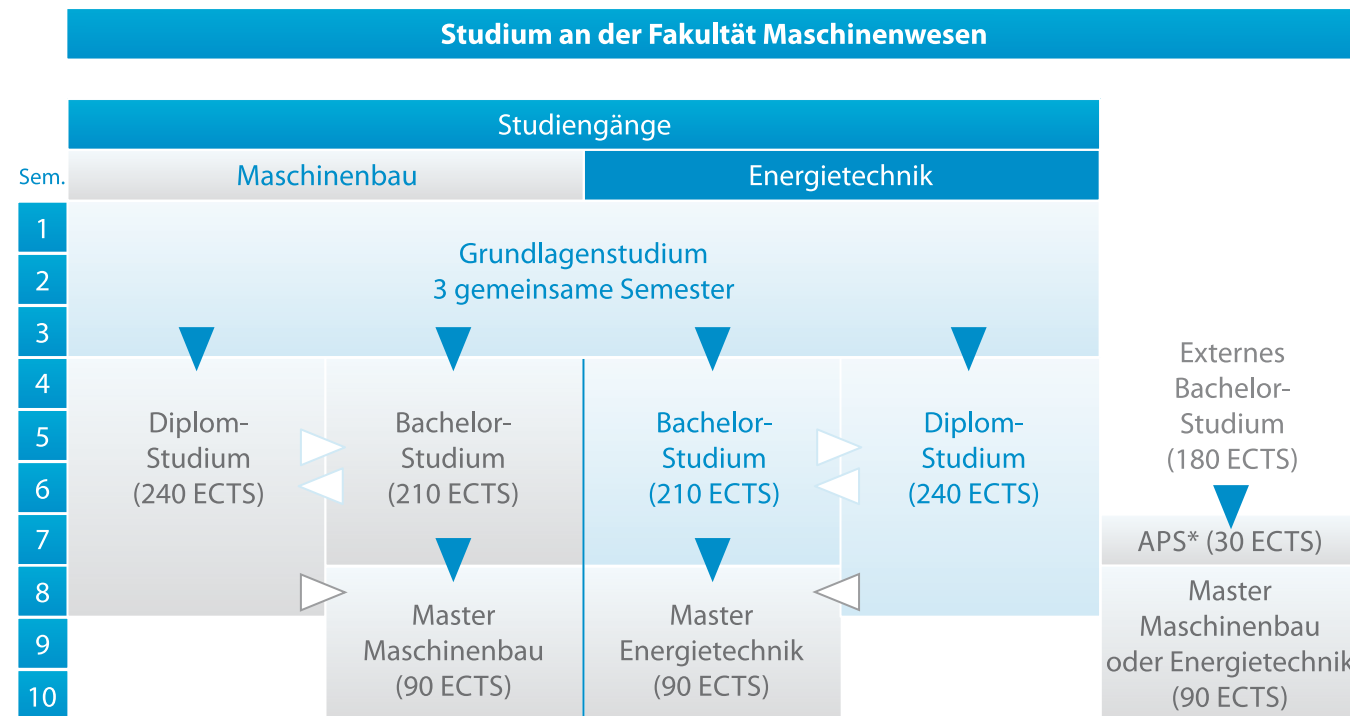 Studium an der Fakultät Maschinenwesen
Studiengänge
Sem.
Maschinenbau
Energietechnik
1
2
3
4
5
6
7
8
9
10
Grundlagenstudium
3 gemeinsame Semester
Diplom-
Studium
(240 ECTS)
Bachelor-
Studium
(210 ECTS)
Bachelor-
Studium
(210 ECTS)
Diplom-
Studium
(240 ECTS)
Externes
Bachelor-
Studium
(180 ECTS)
APS* (30 ECTS)
Master
Maschinenbau
(90 ECTS)
Master
Energietechnik
(90 ECTS)
Master
Maschinenbau
oder Energietechnik
(90 ECTS)